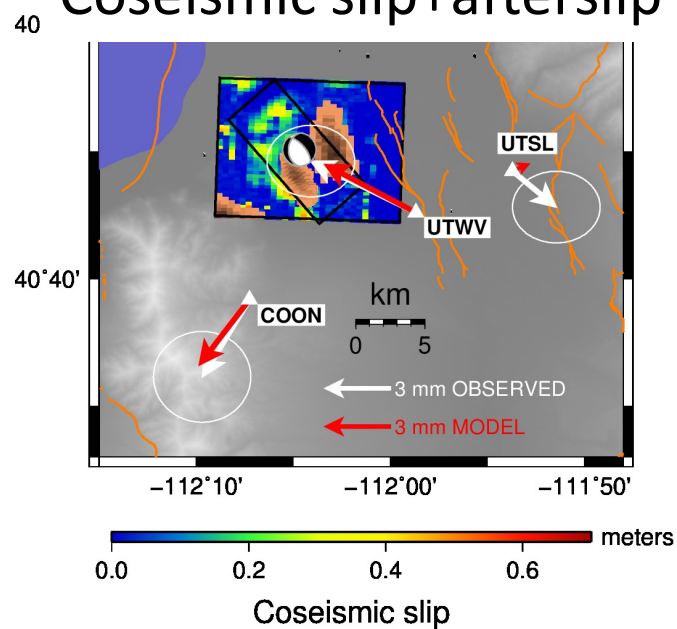 Coseismic slip+afterslip
40
UTSL
UTWV
40°40'
km
COON
0 5
3 mm OBSERVED
3 mm MODEL
−112°10' −112°00' −111°50'
meters
0.0 0.2 0.4 0.6
Coseismic slip